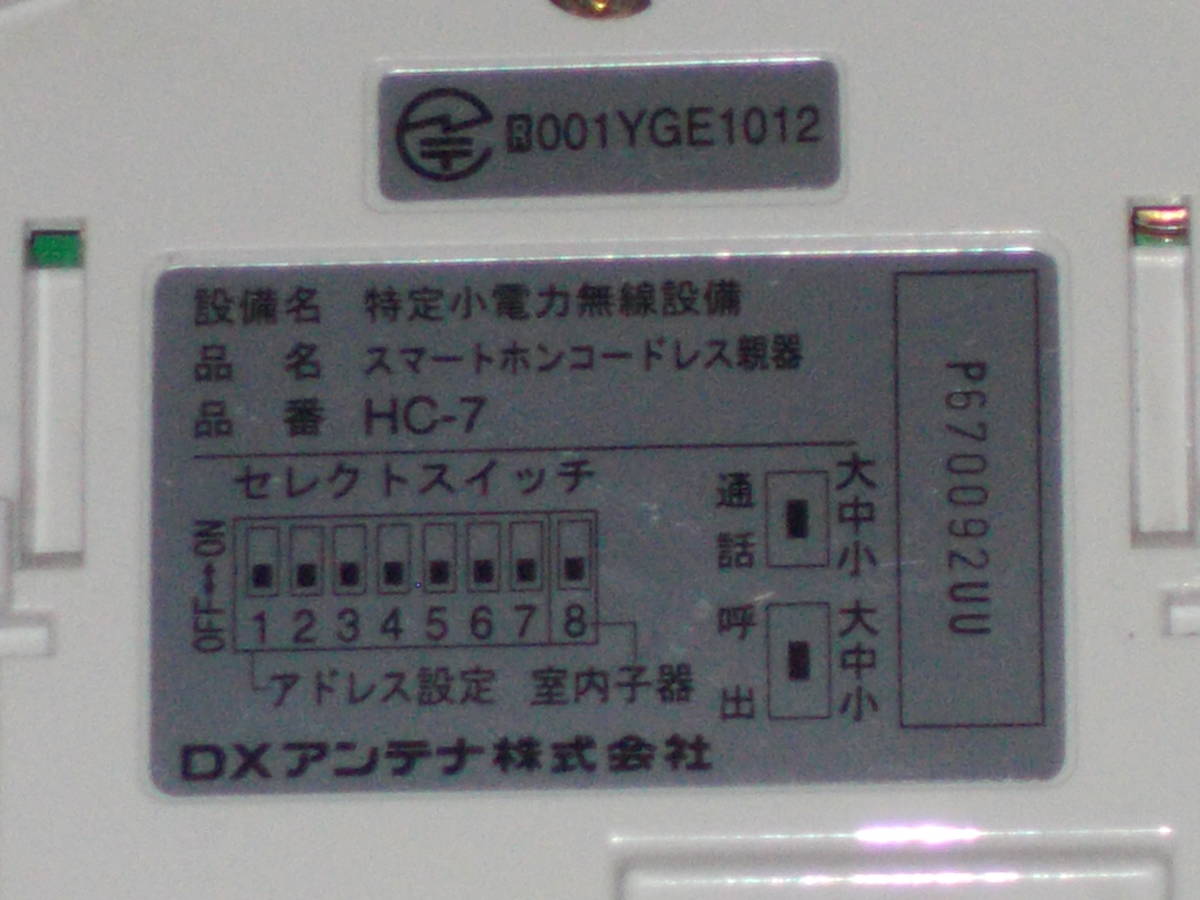 R001YGE1012
設備名 特定小電力無線設備
品 名 スマートホンコードレス親器
品 番 HC-7
セレクトスイッチ
OFF↔ON
1 2 3 4 5 6 7 8
アドレス設定 室内子器
通話 大 中 小
呼出 大 中 小
P670092UU
DXアンテナ株式会社